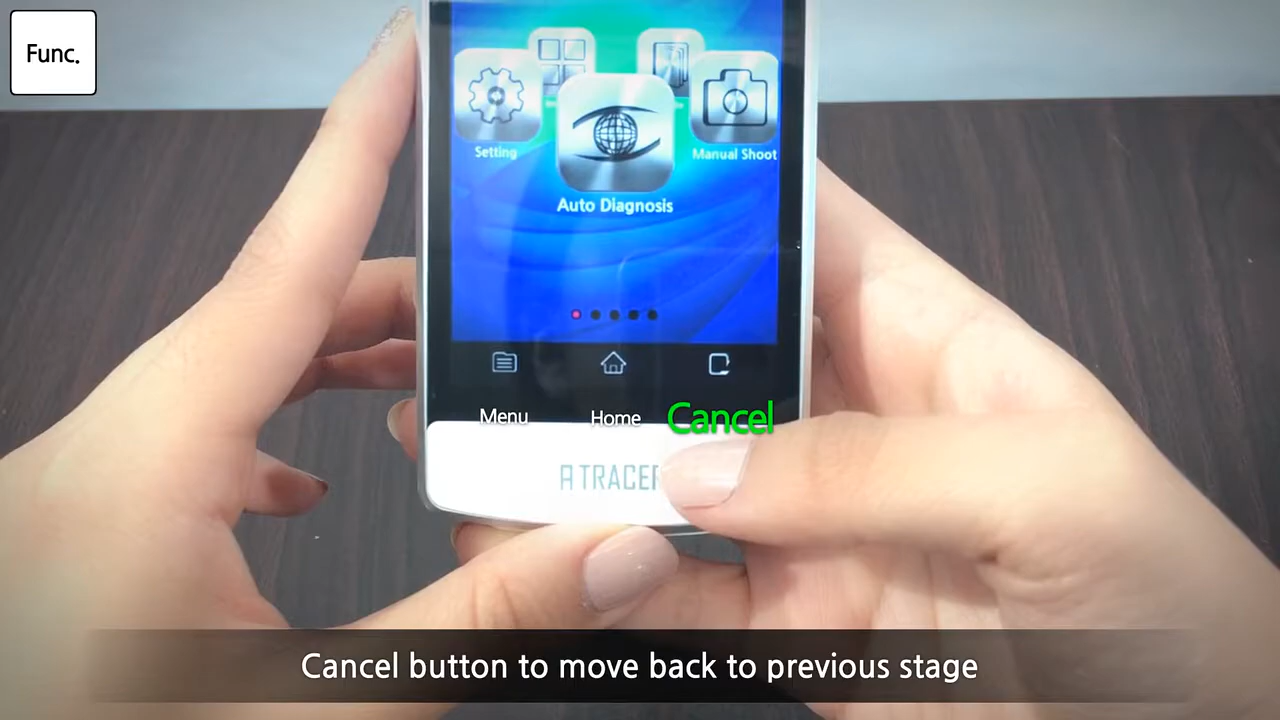 Func.
Setting
Manual Shoot
Auto Diagnosis
Menu
Home
Cancel
A TRACER
Cancel button to move back to previous stage